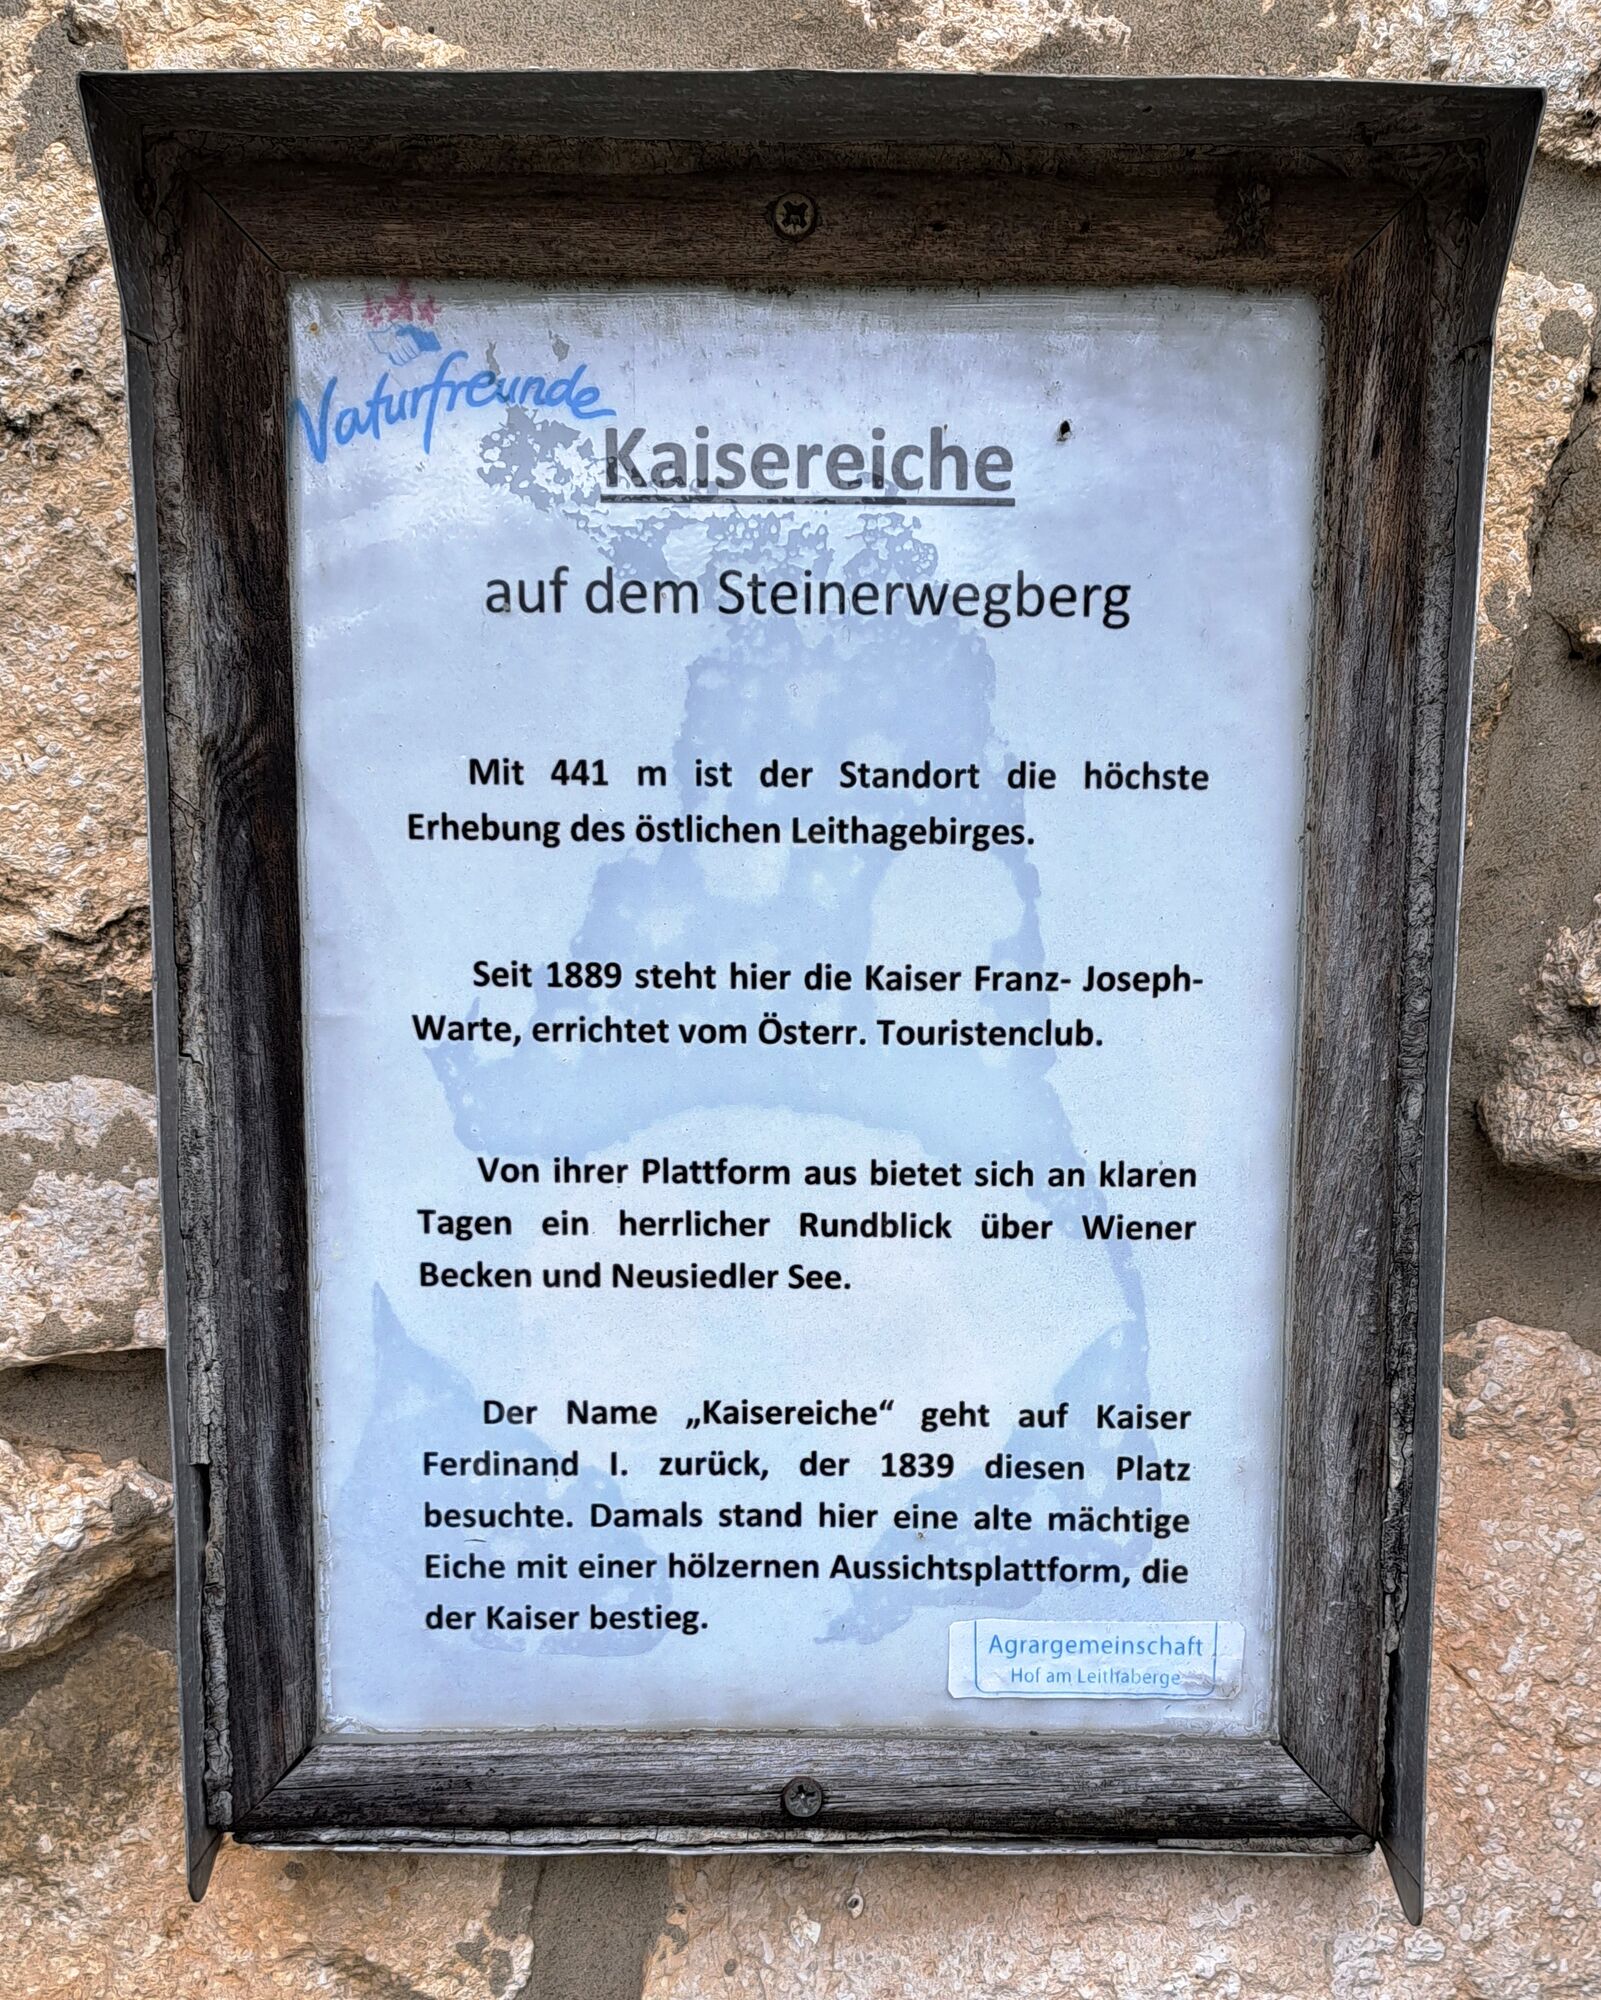 Naturfreunde
Kaisereiche
auf dem Steinerwegberg
Mit 441 m ist der Standort die höchste
Erhebung des östlichen Leithagebirges.
Seit 1889 steht hier die Kaiser Franz- Joseph-
Warte, errichtet vom Österr. Touristenclub.
Von ihrer Plattform aus bietet sich an klaren
Tagen ein herrlicher Rundblick über Wiener
Becken und Neusiedler See.
Der Name „Kaisereiche“ geht auf Kaiser
Ferdinand I. zurück, der 1839 diesen Platz
besuchte. Damals stand hier eine alte mächtige
Eiche mit einer hölzernen Aussichtsplattform, die
der Kaiser bestieg.
Agrargemeinschaft
Hof am Leithaberge